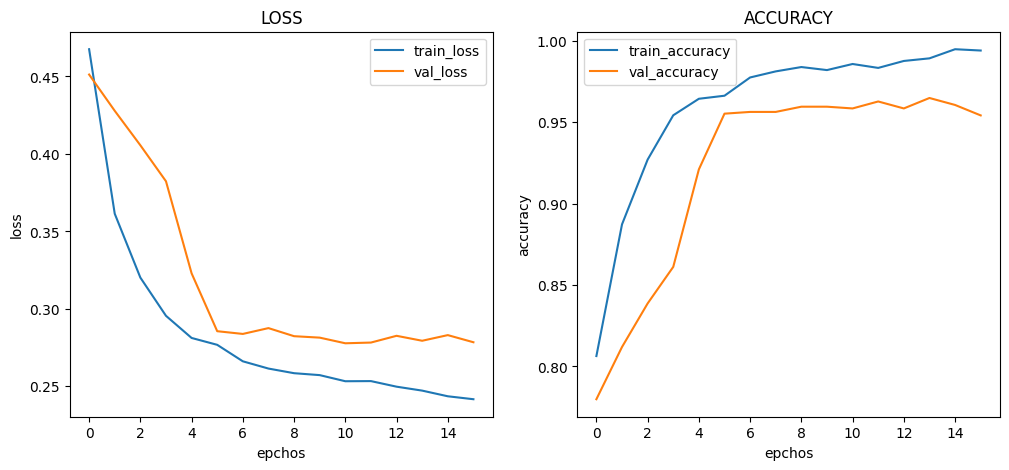 LOSS
train_loss
val_loss
0.45
0.40
0.35
0.30
0.25
loss
0 2 4 6 8 10 12 14
epchos
ACCURACY
train_accuracy
val_accuracy
1.00
0.95
0.90
0.85
0.80
accuracy
0 2 4 6 8 10 12 14
epchos